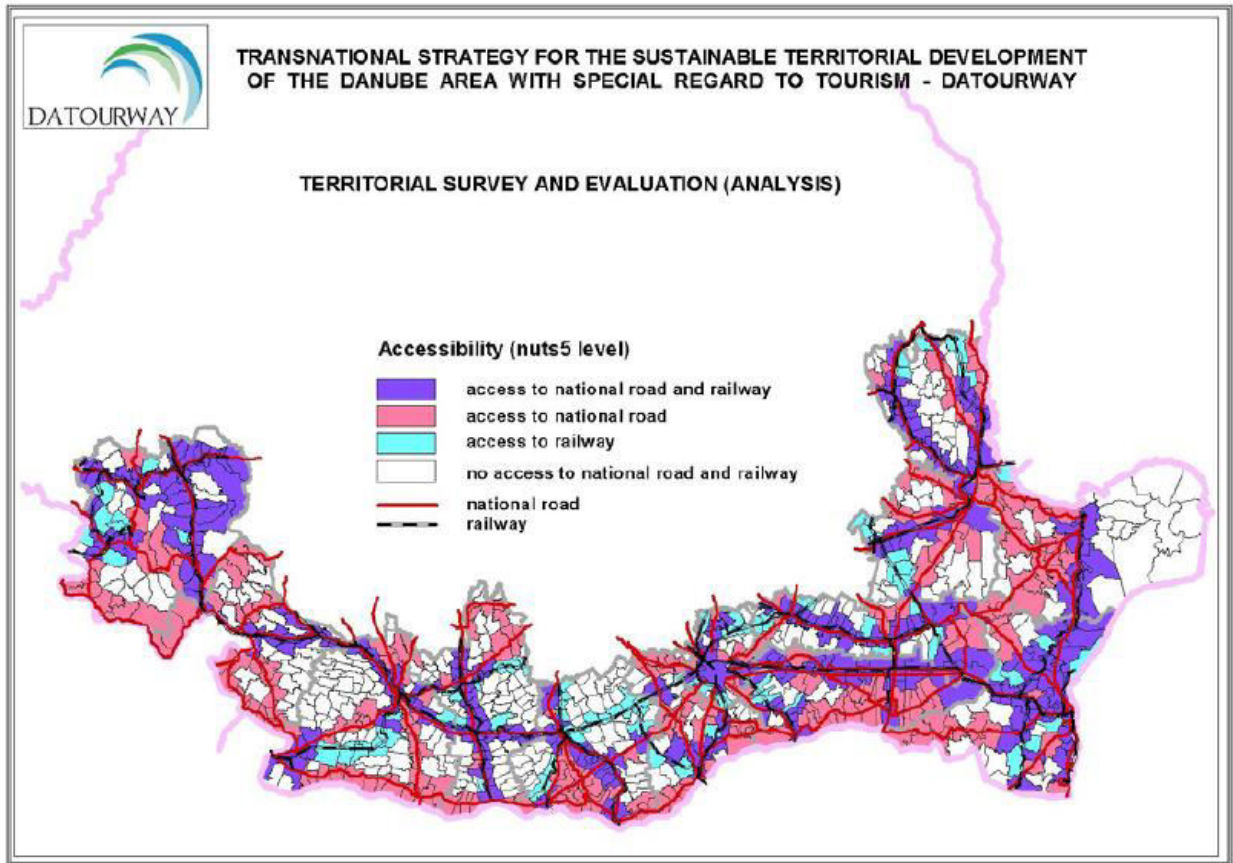 DATOURWAY
TRANSNATIONAL STRATEGY FOR THE SUSTAINABLE TERRITORIAL DEVELOPMENT
OF THE DANUBE AREA WITH SPECIAL REGARD TO TOURISM - DATOURWAY
TERRITORIAL SURVEY AND EVALUATION (ANALYSIS)
Accessibility (nuts5 level)
access to national road and railway
access to national road
access to railway
no access to national road and railway
national road
railway